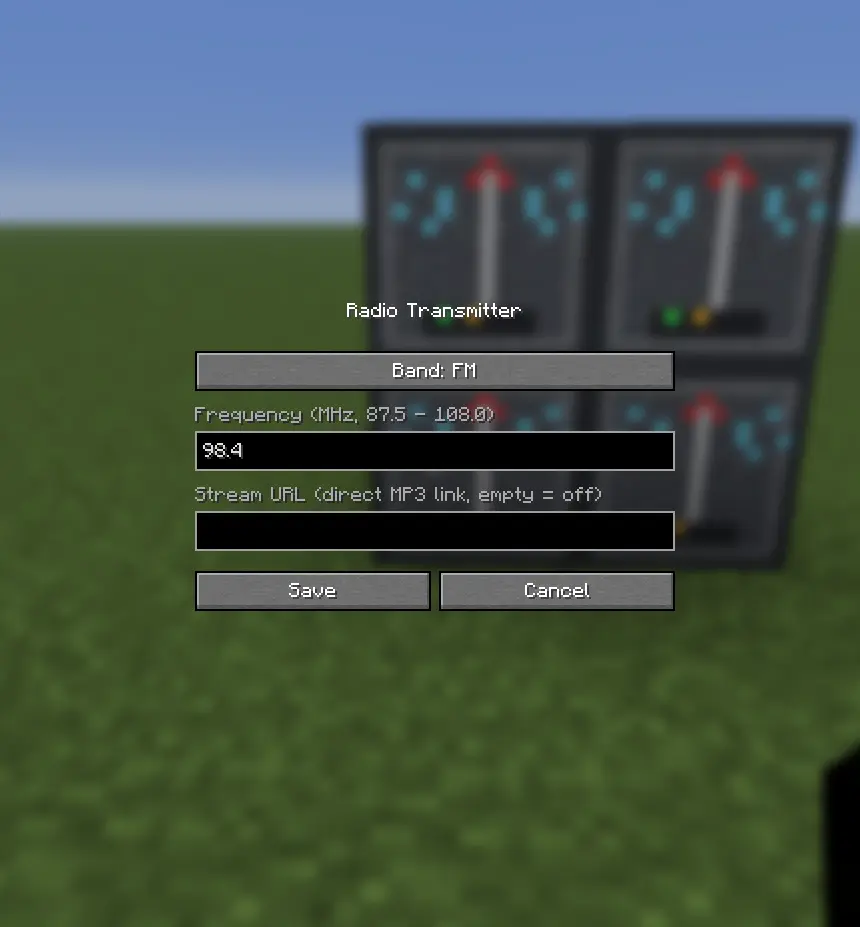 Radio Transmitter
Band: FM
Frequency (MHz, 87.5 - 108.0)
98.4
Stream URL (direct MP3 link, empty = off)
Save
Cancel